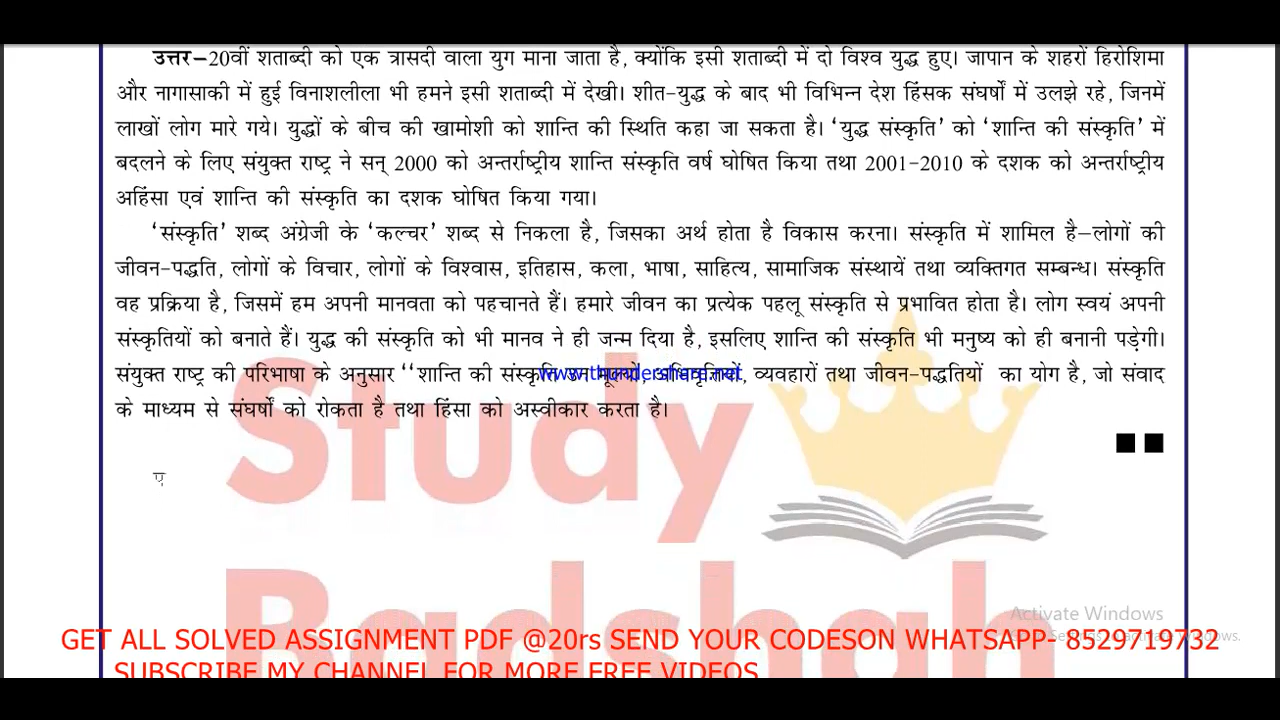 उत्तर–20वीं शताब्दी को एक त्रासदी वाला युग माना जाता है, क्योंकि इसी शताब्दी में दो विश्व युद्ध हुए। जापान के शहरों हिरोशिमा
और नागासाकी में हुई विनाशलीला भी हमने इसी शताब्दी में देखी। शीत-युद्ध के बाद भी विभिन्न देश हिंसक संघर्षों में उलझे रहे, जिनमें
लाखों लोग मारे गये। युद्धों के बीच की खामोशी को शान्ति की स्थिति कहा जा सकता है। ‘युद्ध संस्कृति’ को ‘शान्ति की संस्कृति’ में
बदलने के लिए संयुक्त राष्ट्र ने सन् 2000 को अन्तर्राष्ट्रीय शान्ति संस्कृति वर्ष घोषित किया तथा 2001-2010 के दशक को अन्तर्राष्ट्रीय
अहिंसा एवं शान्ति की संस्कृति का दशक घोषित किया गया।
‘संस्कृति’ शब्द अंग्रेजी के ‘कल्चर’ शब्द से निकला है, जिसका अर्थ होता है विकास करना। संस्कृति में शामिल है–लोगों की
जीवन-पद्धति, लोगों के विचार, लोगों के विश्वास, इतिहास, कला, भाषा, साहित्य, सामाजिक संस्थायें तथा व्यक्तिगत सम्बन्ध। संस्कृति
वह प्रक्रिया है, जिसमें हम अपनी मानवता को पहचानते हैं। हमारे जीवन का प्रत्येक पहलू संस्कृति से प्रभावित होता है। लोग स्वयं अपनी
संस्कृतियों को बनाते हैं। युद्ध की संस्कृति को भी मानव ने ही जन्म दिया है, इसलिए शान्ति की संस्कृति भी मनुष्य को ही बनानी पड़ेगी।
संयुक्त राष्ट्र की परिभाषा के अनुसार ‘‘शान्ति की संस्कृति व्यवहारों तथा जीवन-पद्धतियों का योग है, जो संवाद
www.thundershare.net
के माध्यम से संघर्षों को रोकता है तथा हिंसा को अस्वीकार करता है।
Study
Badshah
Activate Windows
GET ALL SOLVED ASSIGNMENT PDF @20rs SEND YOUR CODESON WHATSAPP- 8529719732
SUBSCRIBE MY CHANNEL FOR MORE FREE VIDEOS